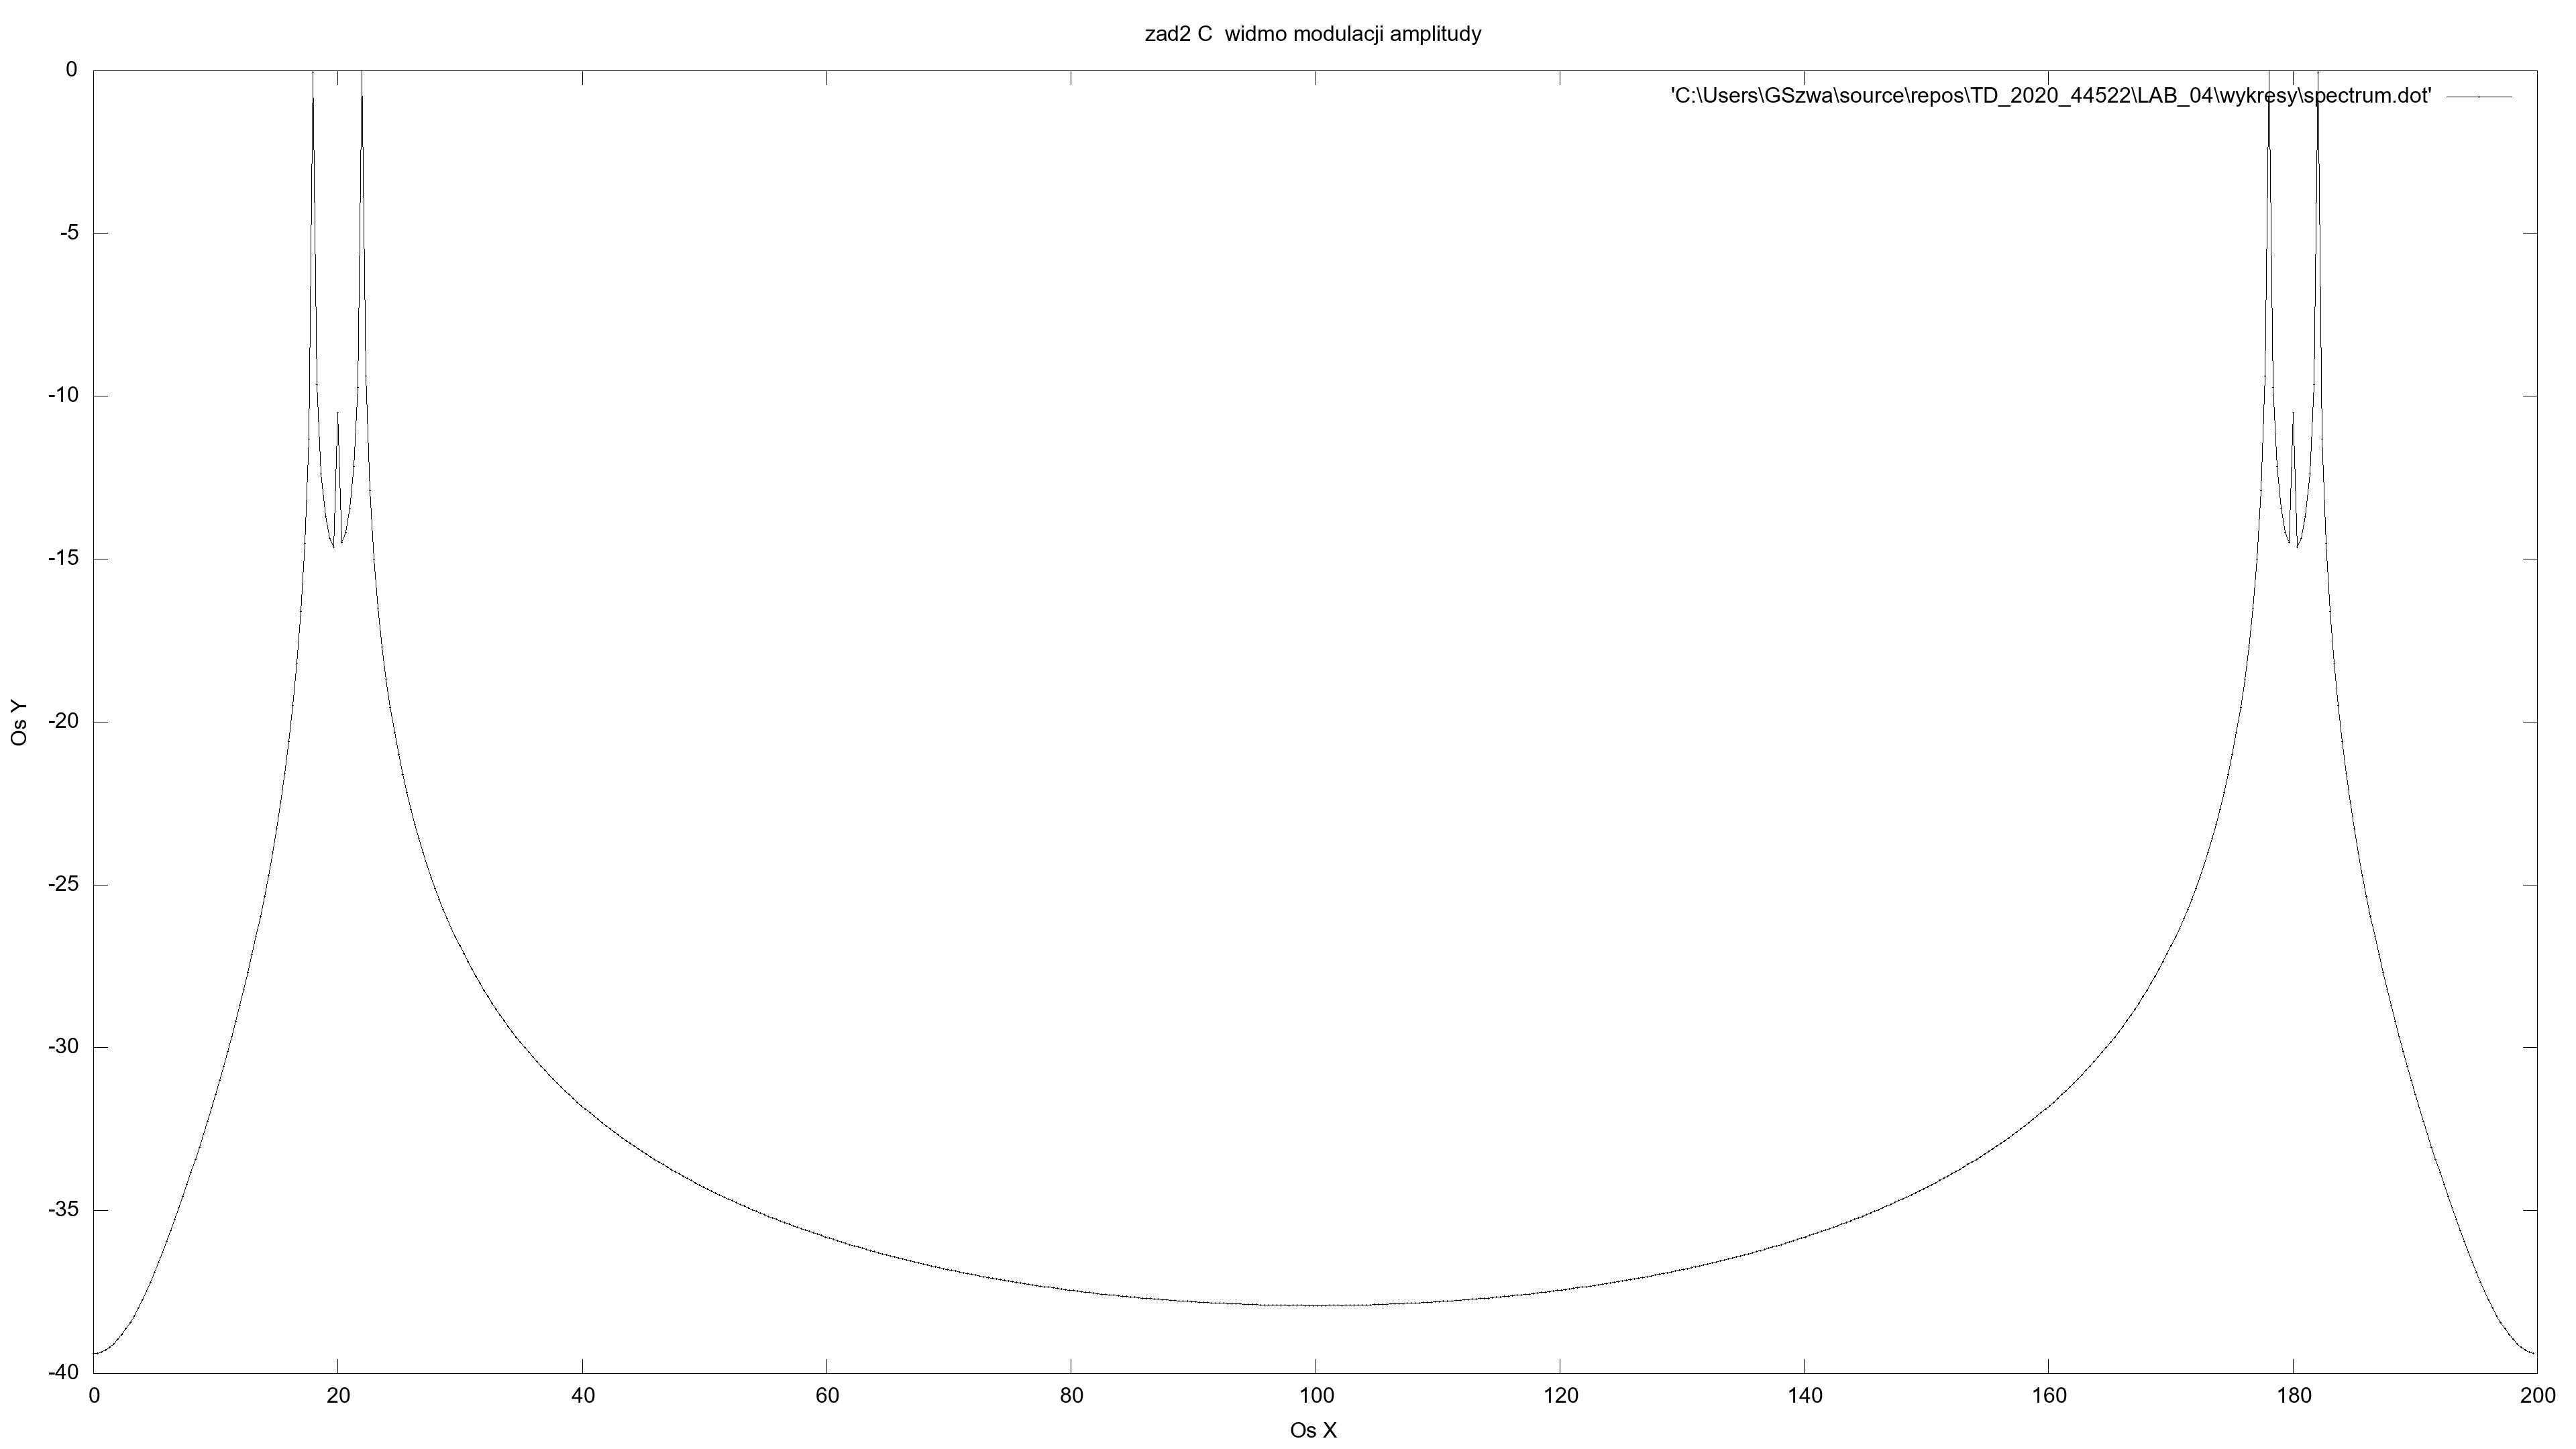 zad2 C  widmo modulacji amplitudy
0
'C:\Users\GSzwa\source\repos\TD_2020_44522\LAB_04\wykresy\spectrum.dot'
-5
-10
-15
-20
Os Y
-25
-30
-35
-40
0 20 40 60 80 100 120 140 160 180 200
Os X